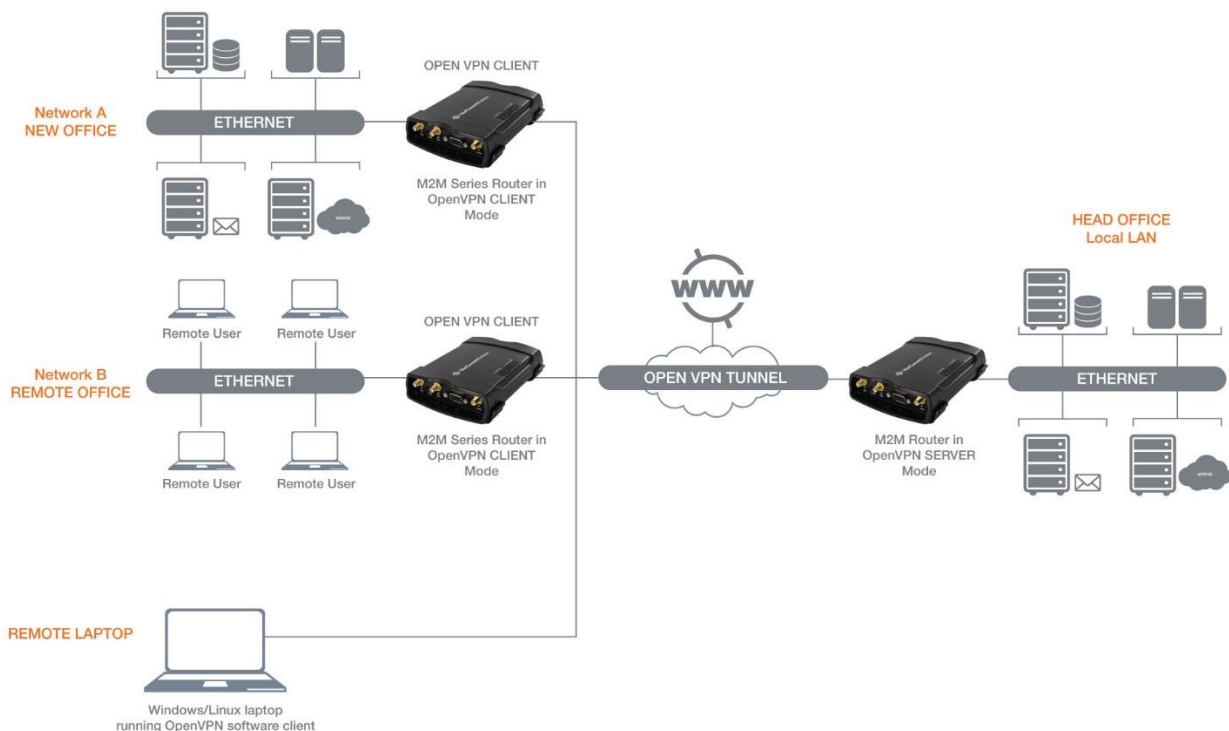 OPEN VPN CLIENT
Network A
NEW OFFICE
ETHERNET
M2M Series Router in
OpenVPN CLIENT
Mode
www
HEAD OFFICE
Local LAN
www
Remote User
Remote User
OPEN VPN CLIENT
Network B
REMOTE OFFICE
ETHERNET
OPEN VPN TUNNEL
ETHERNET
M2M Series Router in
OpenVPN CLIENT
Mode
M2M Router in
OpenVPN SERVER
Mode
Remote User
Remote User
www
REMOTE LAPTOP
Windows/Linux laptop
running OpenVPN software client